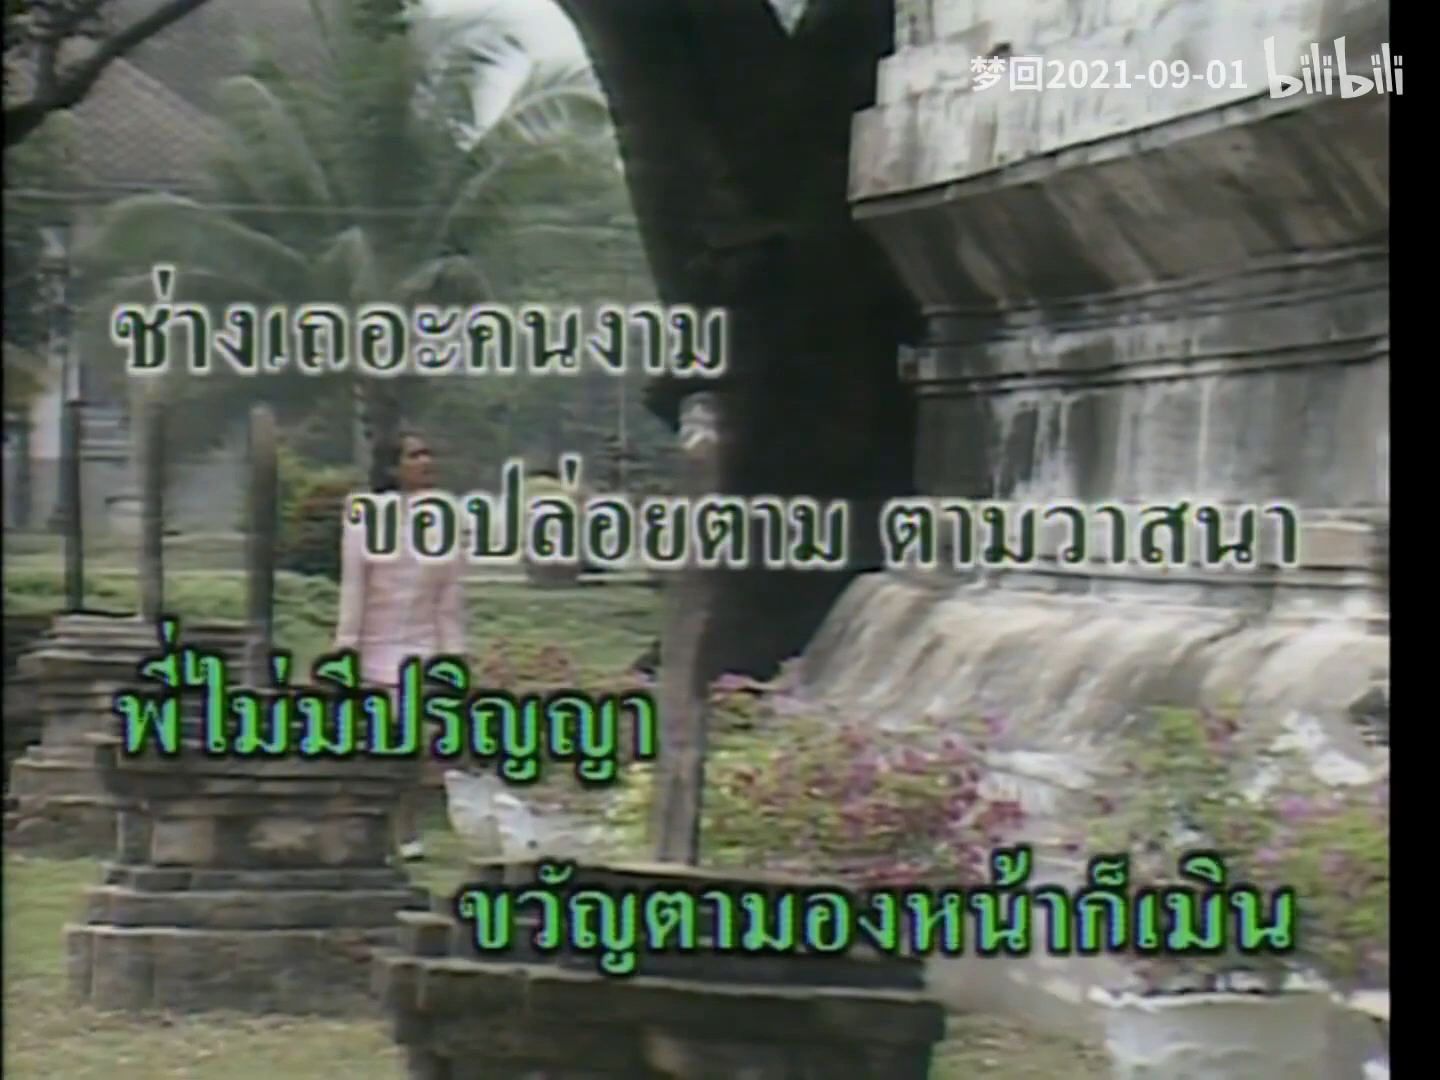 梦回2021-09-01 bilibili
ช่างเถอะคนงาม
ขอปล่อยตาม ตามวาสนา
พี่ไม่มีปริญญา
ขวัญตามองหน้าก็เมิน